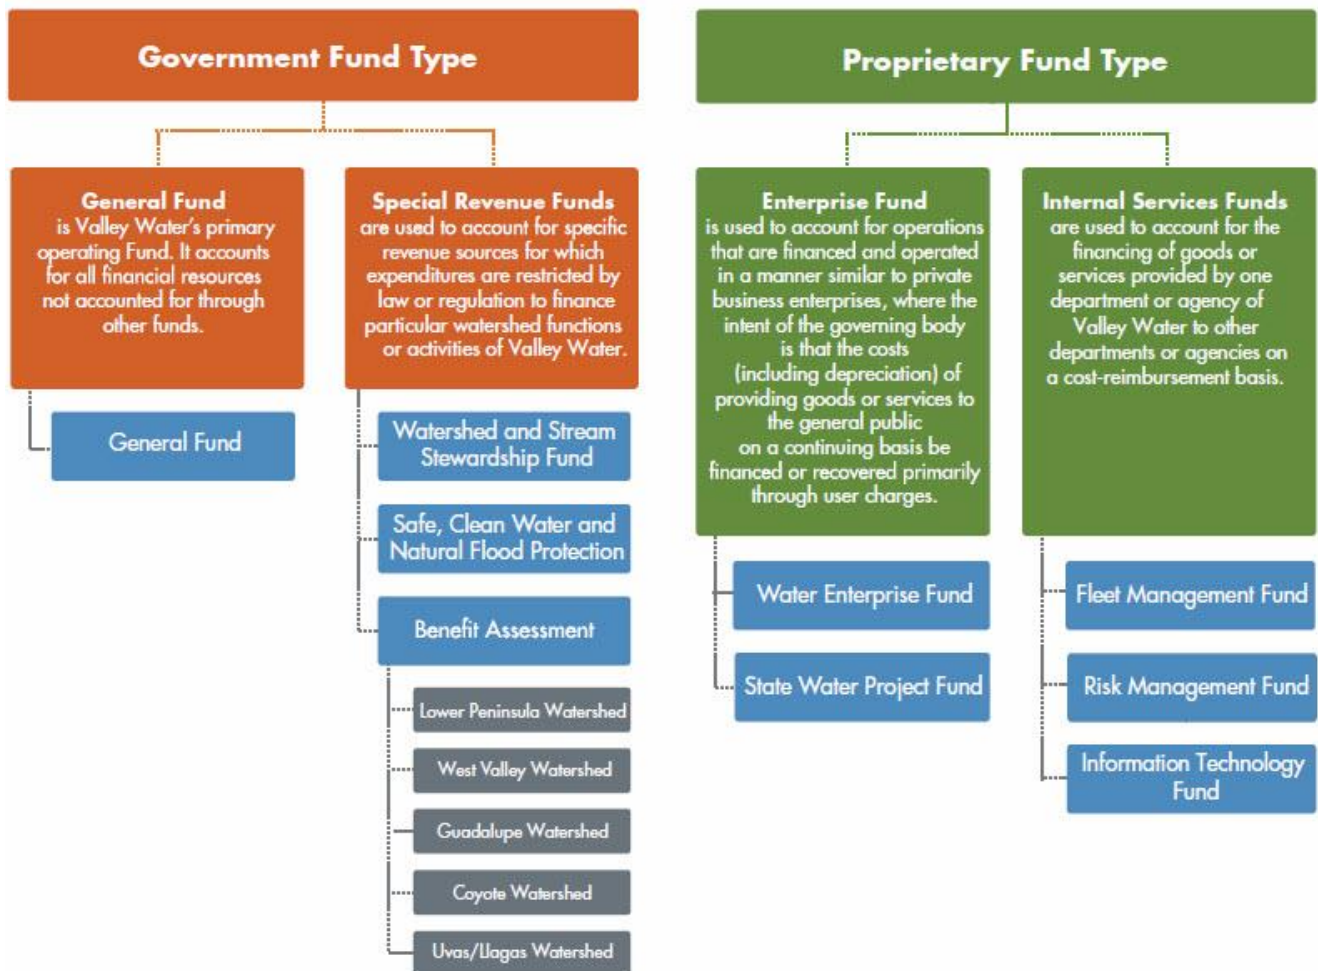 Government Fund Type
General Fund
is Valley Water's primary
operating Fund. It accounts
for all financial resources
not accounted for through
other funds.
General Fund
Special Revenue Funds
are used to account for specific
revenue sources for which
expenditures are restricted by
law or regulation to finance
particular watershed functions
or activities of Valley Water.
Watershed and Stream
Stewardship Fund
Safe, Clean Water and
Natural Flood Protection
Benefit Assessment
Lower Peninsula Watershed
West Valley Watershed
Guadalupe Watershed
Coyote Watershed
Uvas/Llagas Watershed
Proprietary Fund Type
Enterprise Fund
is used to account for operations
that are financed and operated
in a manner similar to private
business enterprises, where the
intent of the governing body
is that the costs
(including depreciation) of
providing goods or services to
the general public
on a continuing basis be
financed or recovered primarily
through user charges.
Water Enterprise Fund
State Water Project Fund
Internal Services Funds
are used to account for the
financing of goods or
services provided by one
department or agency of
Valley Water to other
departments or agencies on
a cost-reimbursement basis.
Fleet Management Fund
Risk Management Fund
Information Technology
Fund